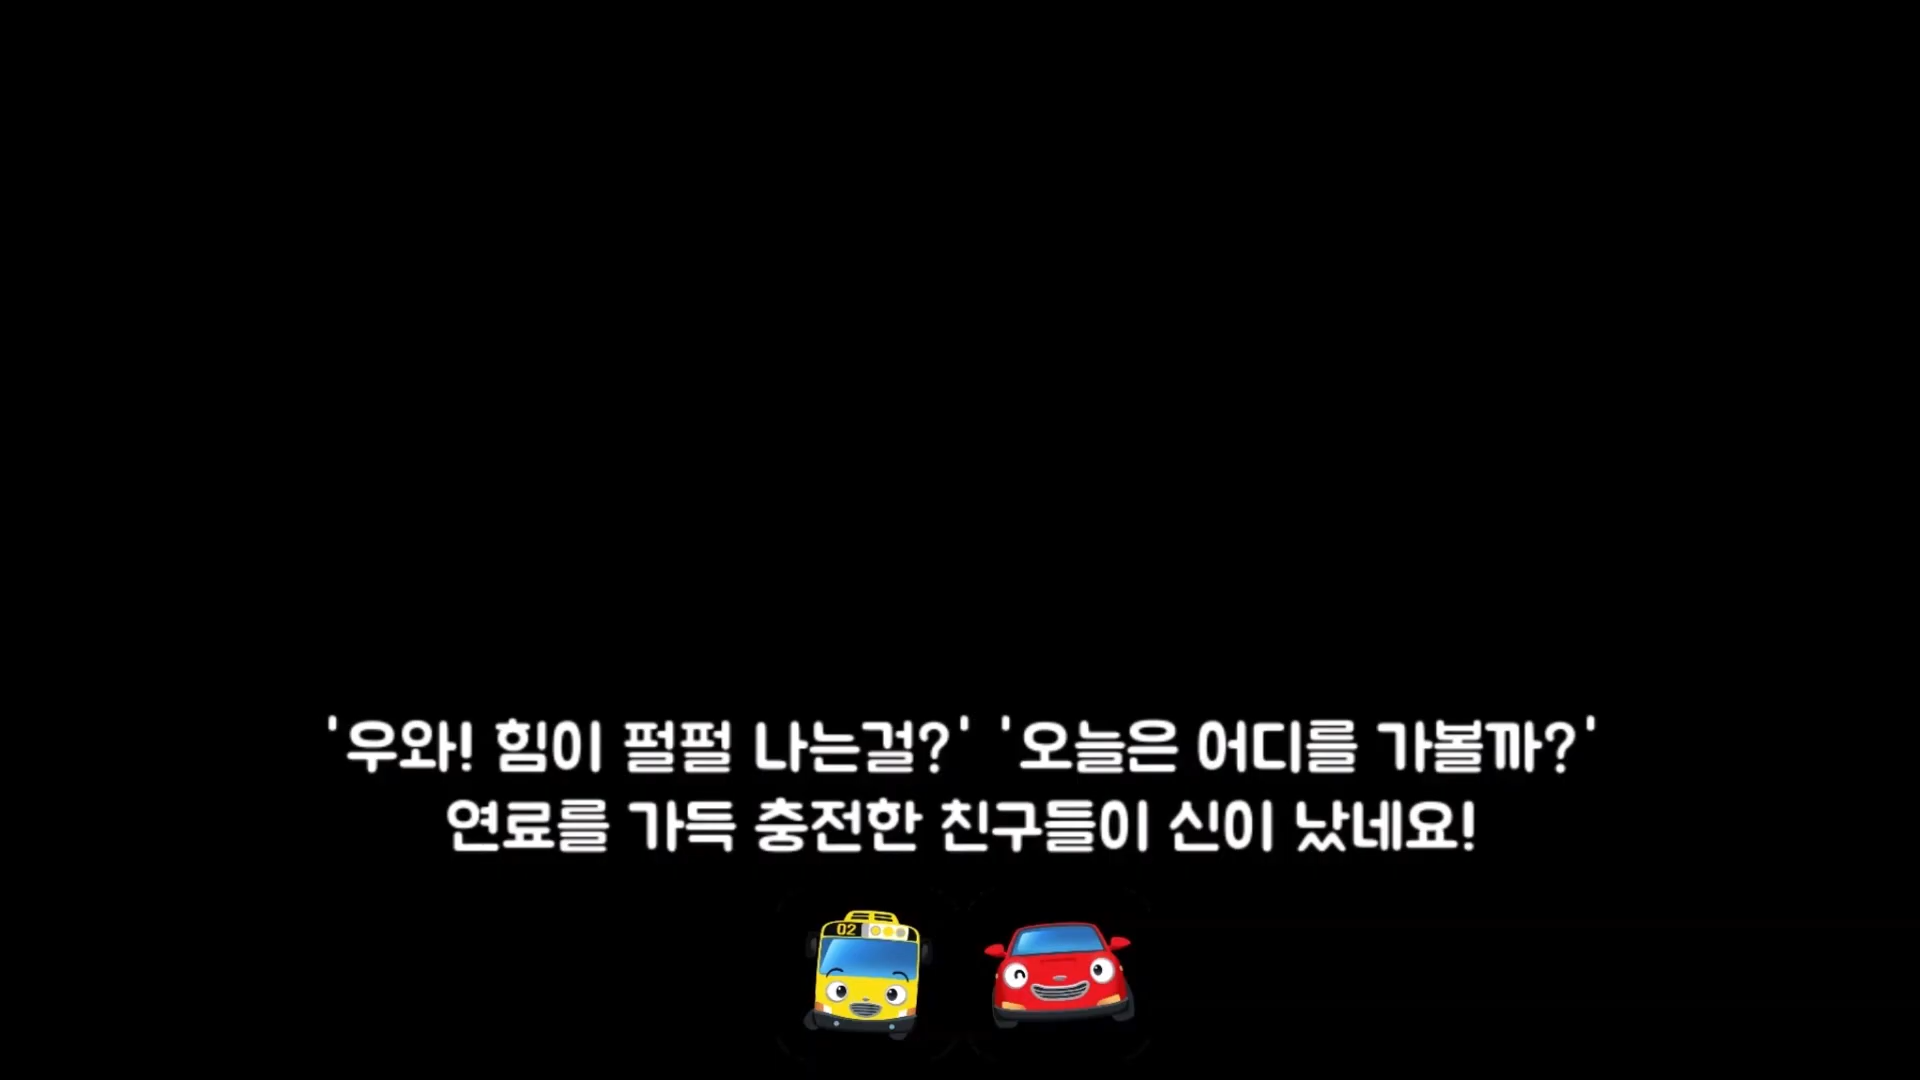 '우와! 힘이 펄펄 나는걸?' '오늘은 어디를 가볼까?'
연료를 가득 충전한 친구들이 신이 났네요!
02